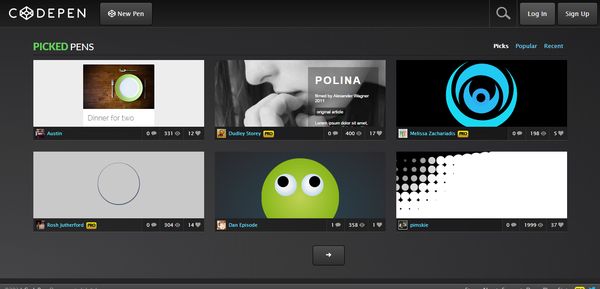 CODEPEN
New Pen
Log In
Sign Up
PICKED PENS
Picks
Popular
Recent
Dinner for two
POLINA
filmed by Alexander Wagner
2011
original article
Lorem ipsum dolor sit amet,
Austin
0
331
12
Dudley Storey PRO
0
400
17
Melissa Zachariadis PRO
0
198
5
Rosh Jutherford PRO
0
304
14
Dan Episode
1
358
1
pimskie
0
1999
37